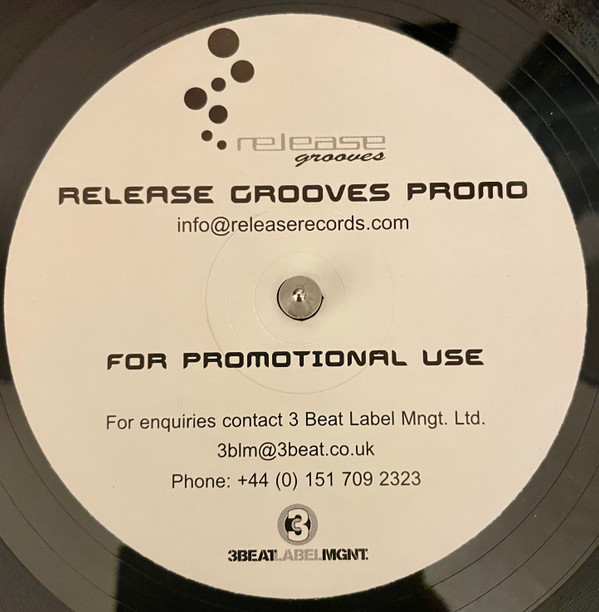 release
grooves
RELEASE GROOVES PROMO
info@releaserecords.com
FOR PROMOTIONAL USE
For enquiries contact 3 Beat Label Mngt. Ltd.
3blm@3beat.co.uk
Phone: +44 (0) 151 709 2323
3
3BEATLABELMGNT.